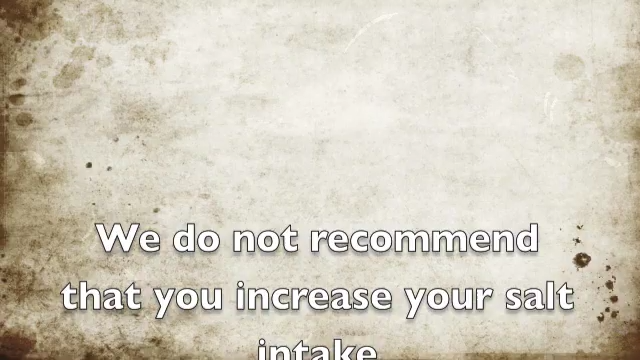 We do not recommend
that you increase your salt
intake